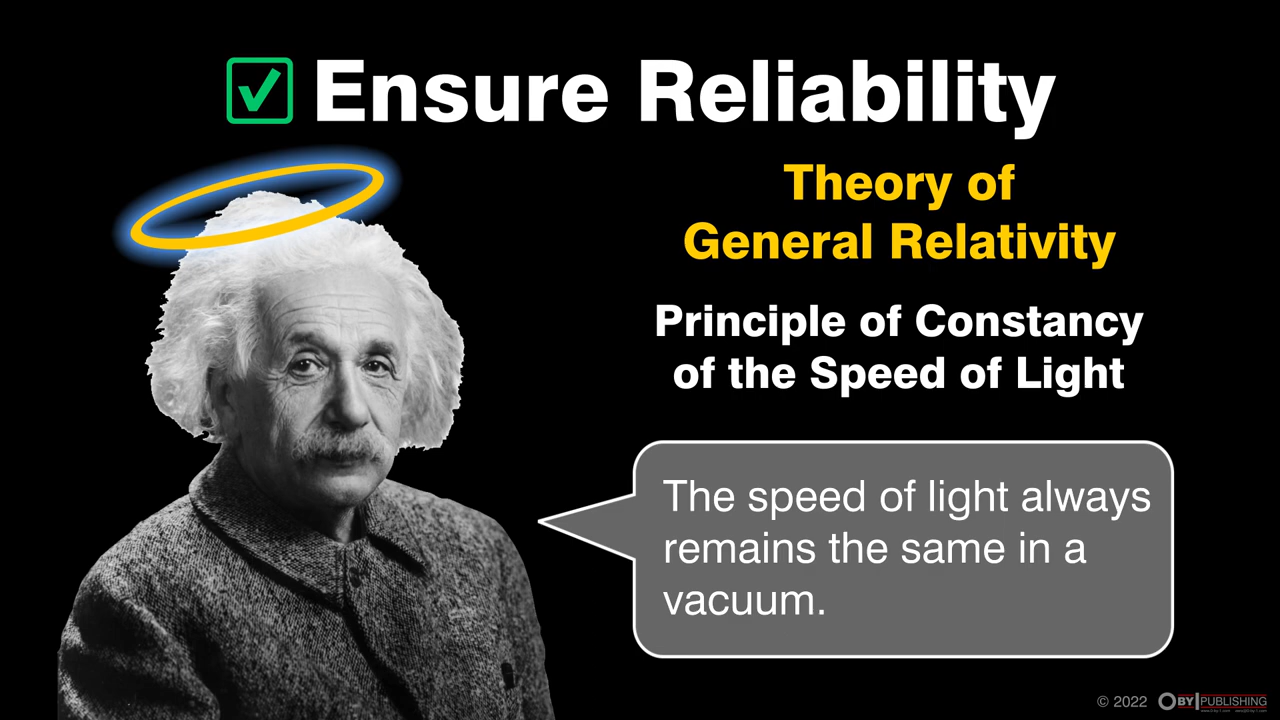 Ensure Reliability
Theory of
General Relativity
Principle of Constancy
of the Speed of Light
The speed of light always
remains the same in a
vacuum.
© 2022 OBY PUBLISHING